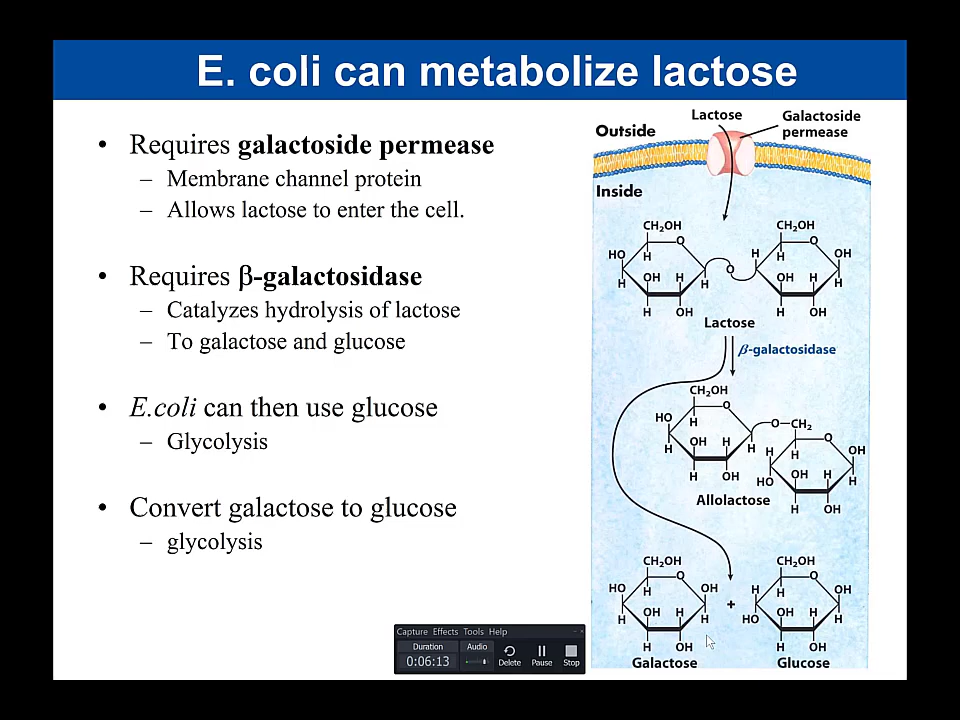 E. coli can metabolize lactose
• Requires galactoside permease
– Membrane channel protein
– Allows lactose to enter the cell.
• Requires β-galactosidase
– Catalyzes hydrolysis of lactose
– To galactose and glucose
• E.coli can then use glucose
– Glycolysis
• Convert galactose to glucose
– glycolysis
Lactose
Galactoside
permease
Outside
Inside
CH₂OH CH₂OH
O O
HO H H H OH
OH H O OH H
H H H
H OH H OH
Lactose
β-galactosidase
CH₂OH
O
HO H O—CH₂
OH H O
H H H H OH
H OH OH H
HO H
Allolactose
H OH
CH₂OH CH₂OH
O O
HO H OH H H OH
OH H + OH H
H H HO H
H OH H OH
Galactose Glucose
Capture Effects Tools Help
Duration Audio
0:06:13 Delete Pause Stop